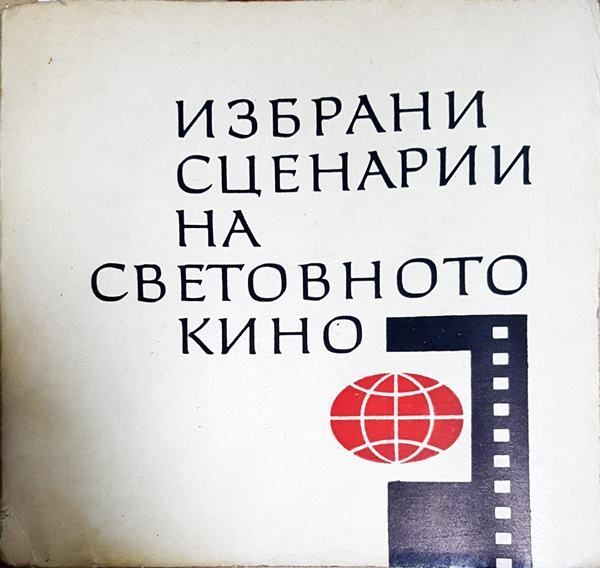 ИЗБРАНИ
СЦЕНАРИИ
НА
СВЕТОВНОТО
КИНО